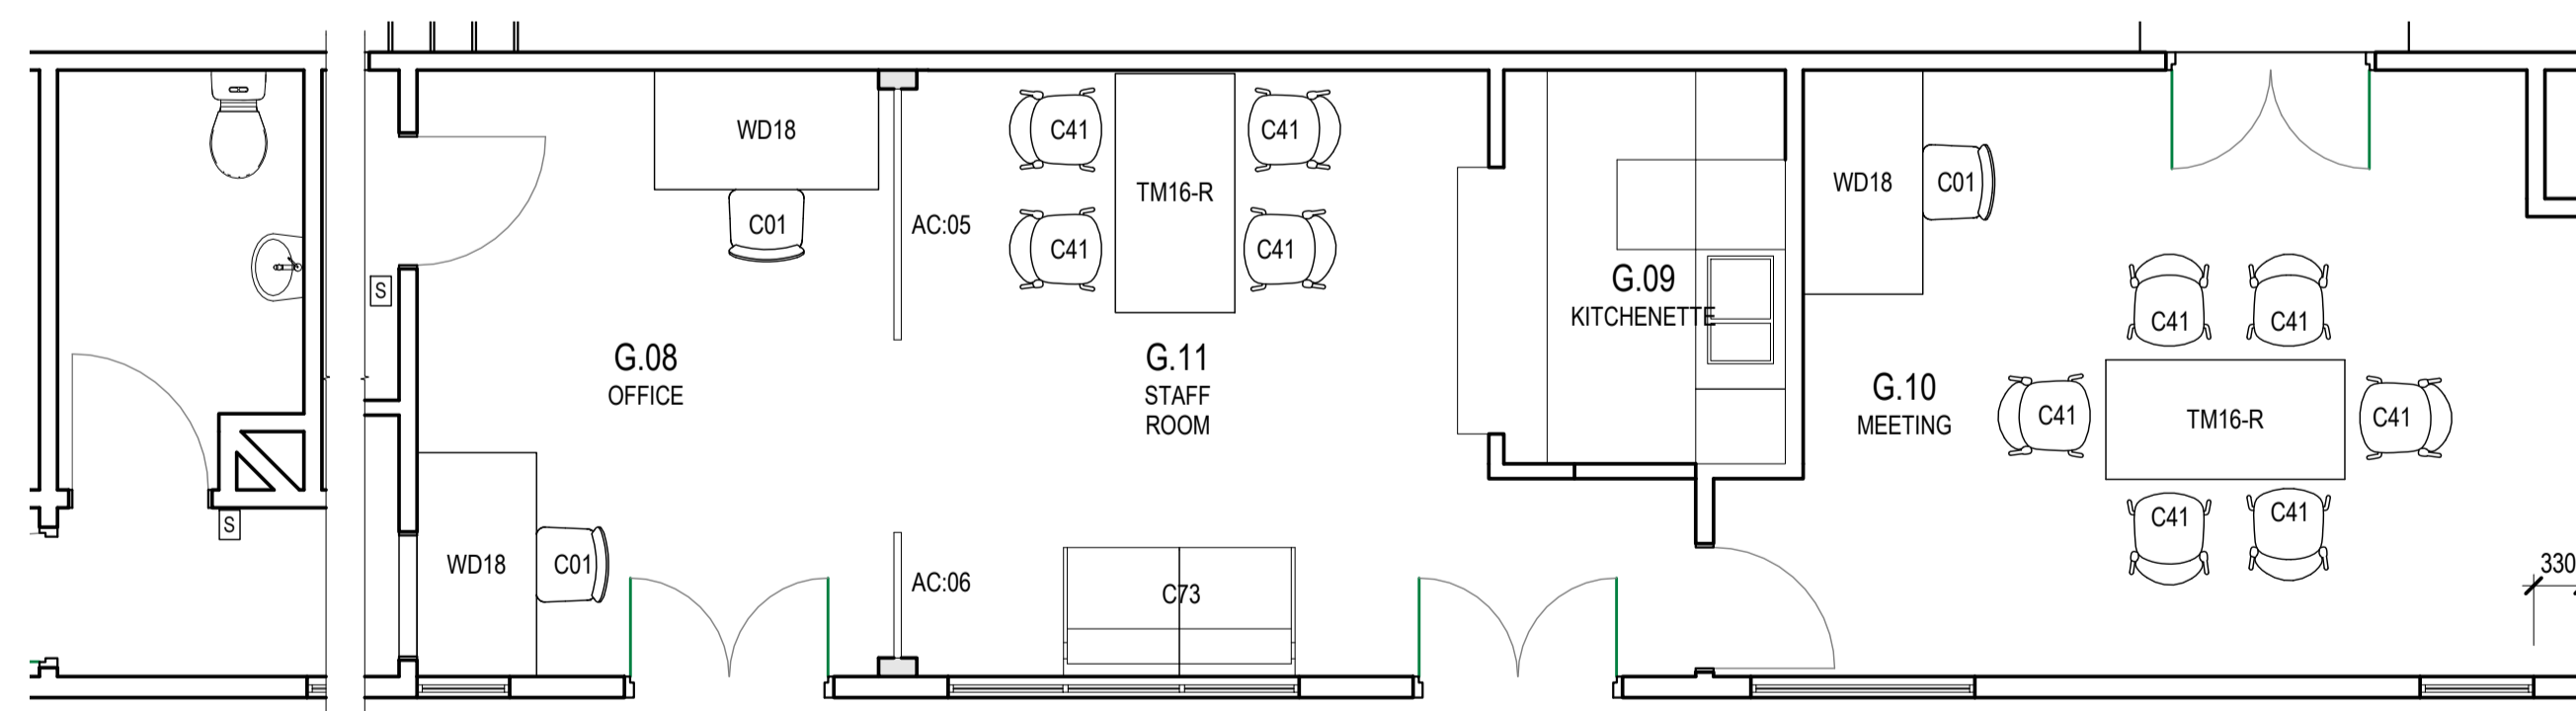 WD18
C01
AC:05
C41
C41
TM16-R
C41
C41
S
G.08
OFFICE
G.11
STAFF
ROOM
G.09
KITCHENETTE
WD18
C01
C41
C41
G.10
MEETING
C41
TM16-R
C41
C41
C41
S
WD18
C01
AC:06
C73
330